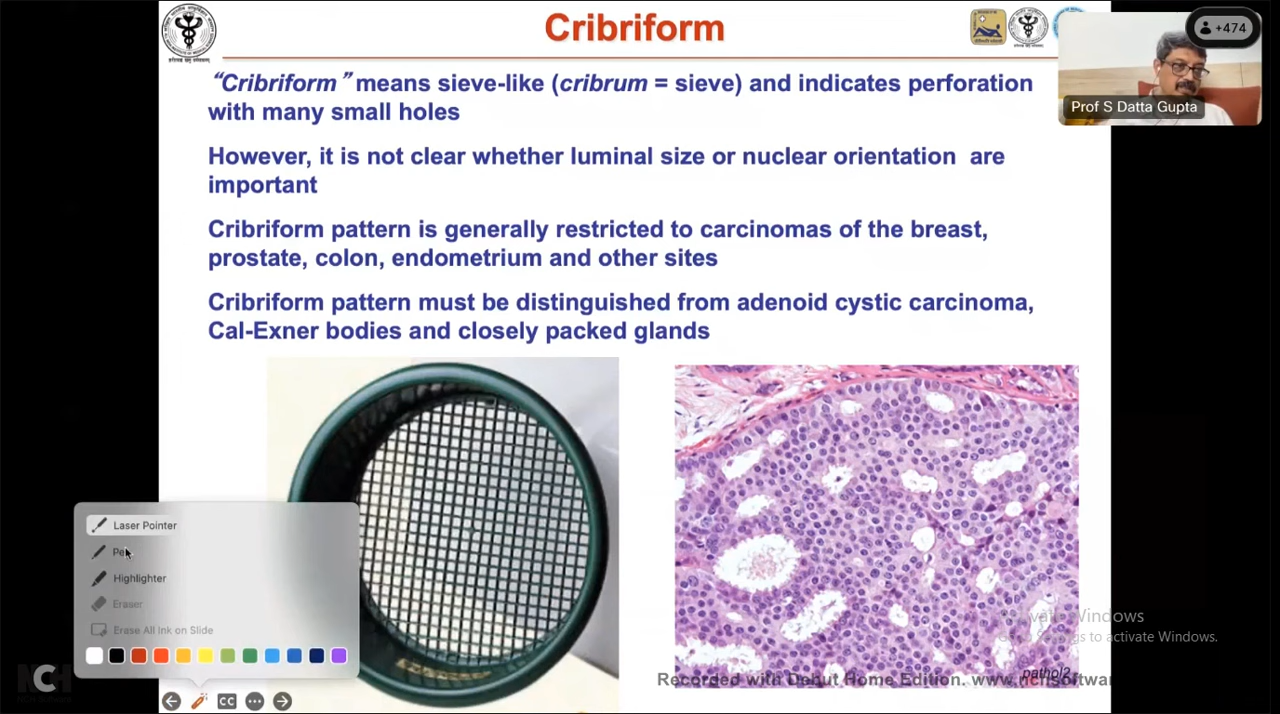 Cribriform
+474
Prof S Datta Gupta
“Cribriform” means sieve-like (cribrum = sieve) and indicates perforation
with many small holes
However, it is not clear whether luminal size or nuclear orientation are
important
Cribriform pattern is generally restricted to carcinomas of the breast,
prostate, colon, endometrium and other sites
Cribriform pattern must be distinguished from adenoid cystic carcinoma,
Cal-Exner bodies and closely packed glands
Laser Pointer
Highlighter
Eraser
Erase All Ink on Slide
CC
NCH
Activate Windows
to activate Windows.
Recorded with Debut Home Edition.